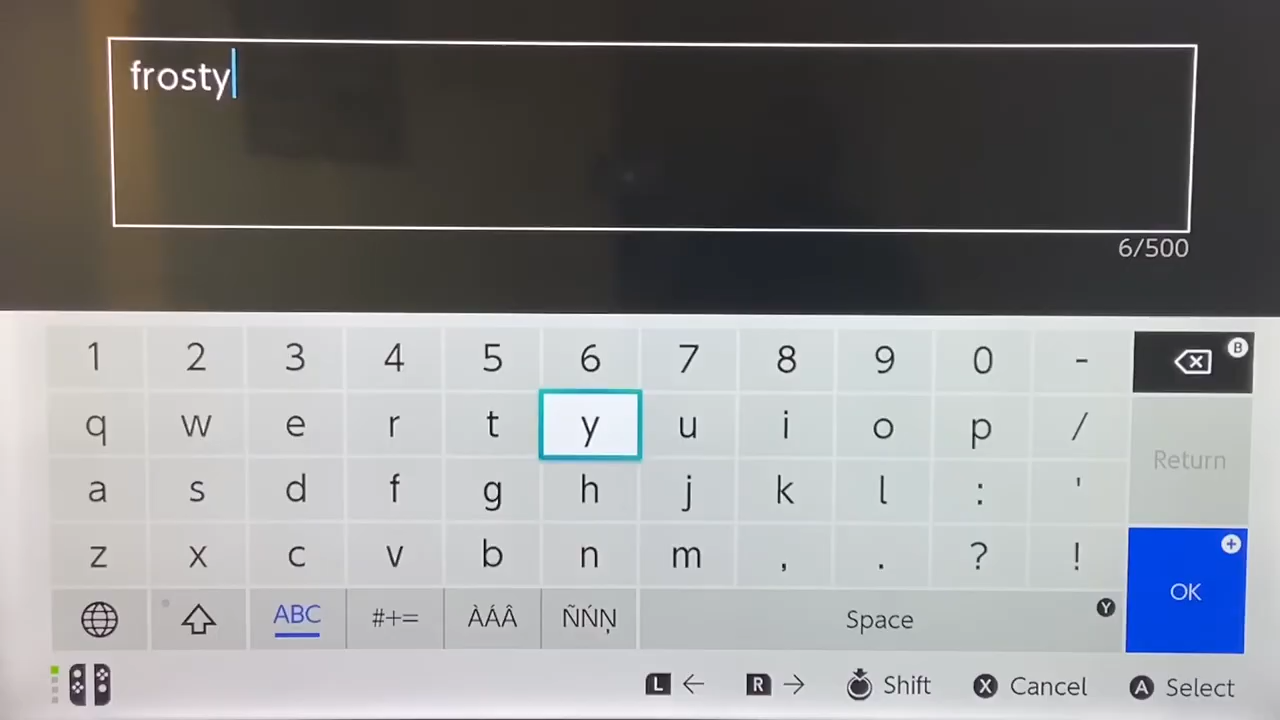 frosty
6/500
1 2 3 4 5 6 7 8 9 0 -
B
q w e r t y u i o p /
Return
a s d f g h j k l : '
z x c v b n m , . ? !
+
OK
ABC #+= ÀÁÂ ÑŃŅ Space Y
L ← R → Shift X Cancel A Select